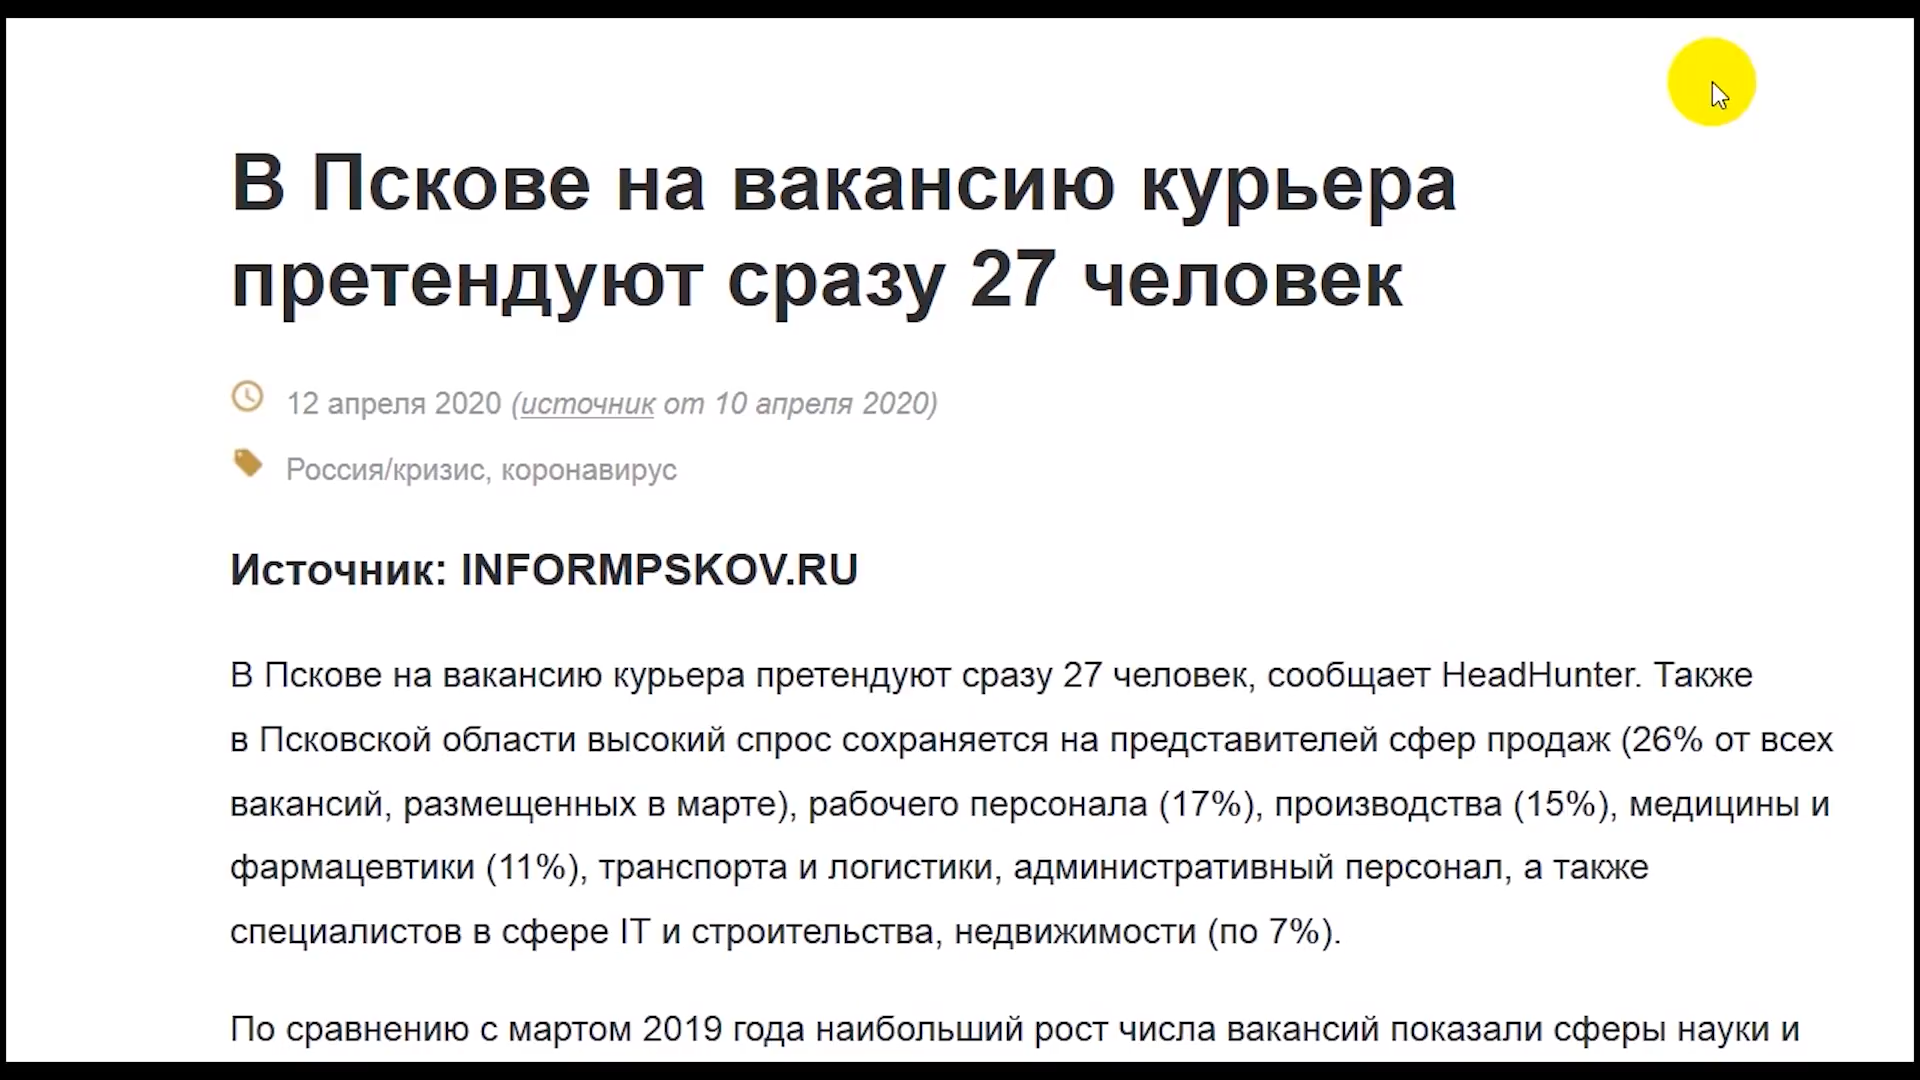 В Пскове на вакансию курьера
претендуют сразу 27 человек
12 апреля 2020 (источник от 10 апреля 2020)
Россия/кризис, коронавирус
Источник: INFORMPSKOV.RU
В Пскове на вакансию курьера претендуют сразу 27 человек, сообщает HeadHunter. Также
в Псковской области высокий спрос сохраняется на представителей сфер продаж (26% от всех
вакансий, размещенных в марте), рабочего персонала (17%), производства (15%), медицины и
фармацевтики (11%), транспорта и логистики, административный персонал, а также
специалистов в сфере IT и строительства, недвижимости (по 7%).
По сравнению с мартом 2019 года наибольший рост числа вакансий показали сферы науки и